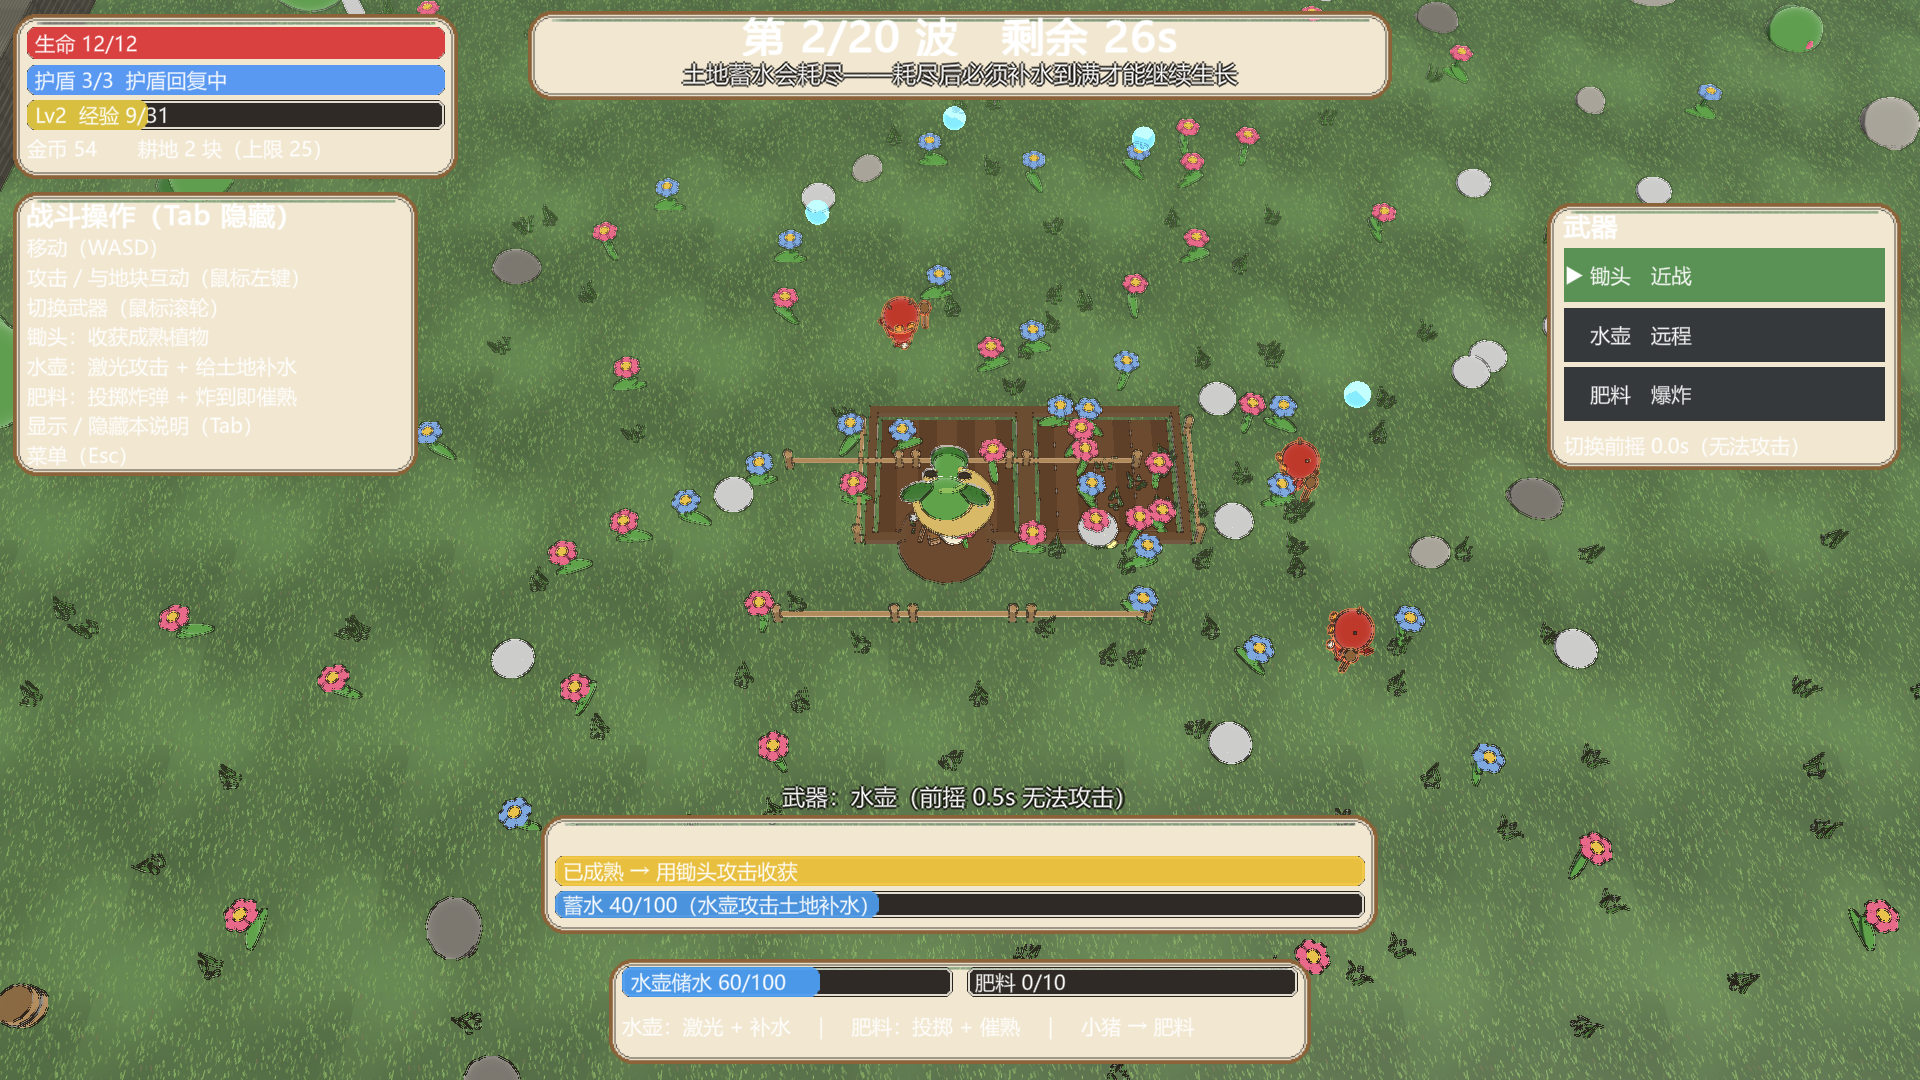 生命 12/12
护盾 3/3 护盾回复中
Lv2 经验 9/31
金币 54 耕地 2 块（上限 25）
第 2/20 波 剩余 26s
土地蓄水会耗尽——耗尽后必须补水到满才能继续生长
战斗操作（Tab 隐藏）
移动（WASD）
攻击 / 与地块互动（鼠标左键）
切换武器（鼠标滚轮）
锄头：收获成熟植物
水壶：激光攻击 + 给土地补水
肥料：投掷炸弹 + 炸到即催熟
显示 / 隐藏本说明（Tab）
菜单（Esc）
武器
▶ 锄头 近战
水壶 远程
肥料 爆炸
切换前摇 0.0s（无法攻击）
武器：水壶（前摇 0.5s 无法攻击）
已成熟 → 用锄头攻击收获
蓄水 40/100（水壶攻击土地补水）
水壶储水 60/100
肥料 0/10
水壶：激光 + 补水 | 肥料：投掷 + 催熟 | 小猪 → 肥料